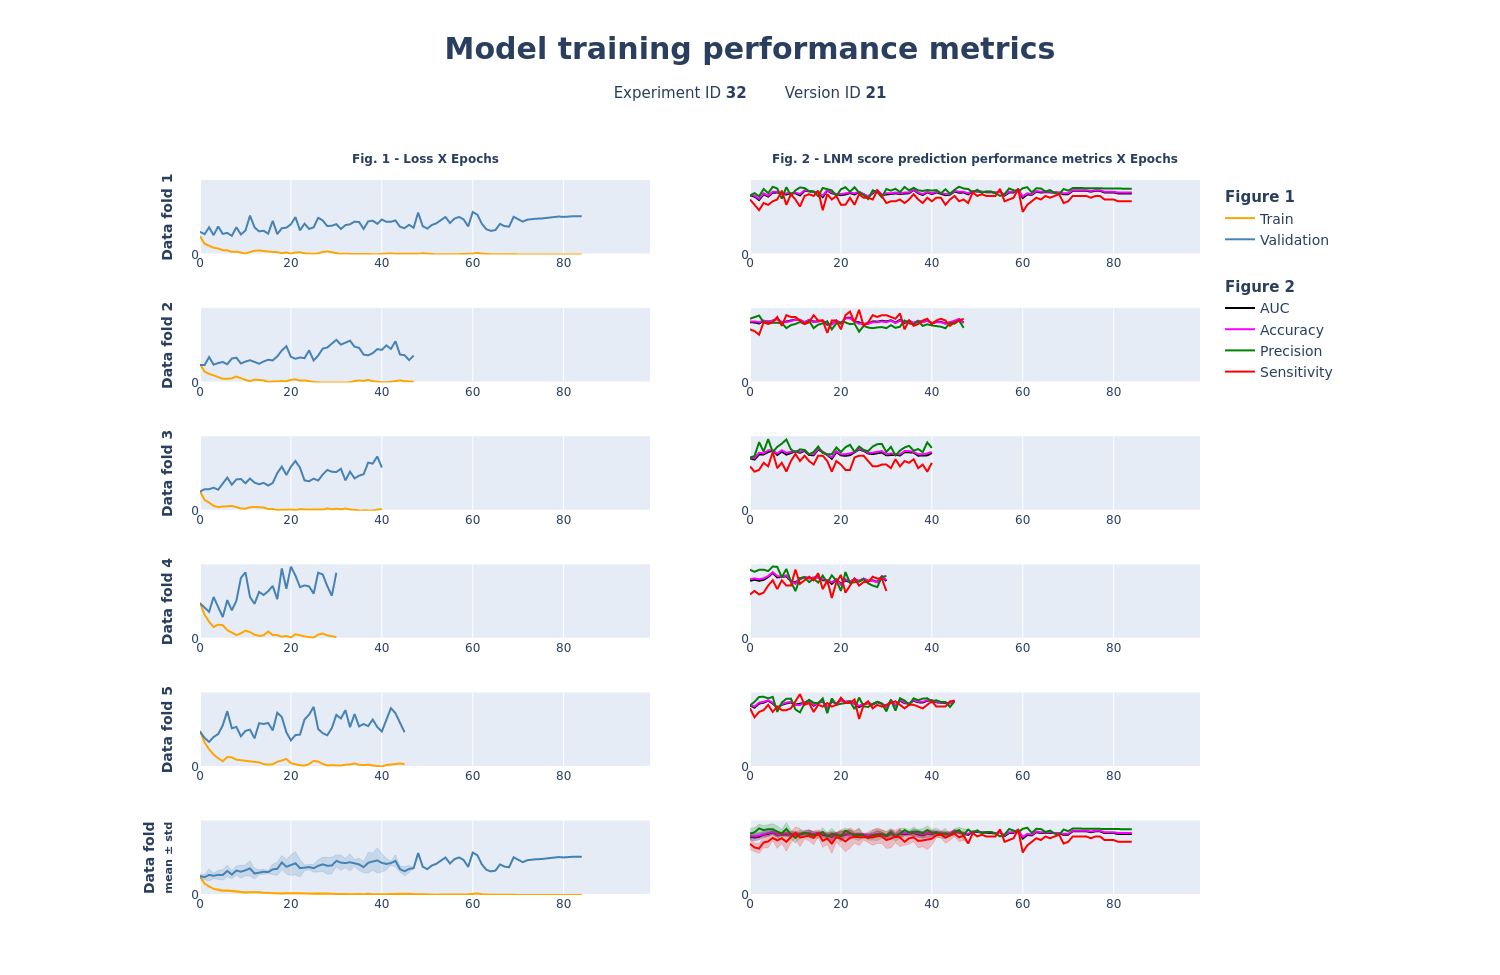 Model training performance metrics
Experiment ID 32 Version ID 21
Fig. 1 - Loss X Epochs
Fig. 2 - LNM score prediction performance metrics X Epochs
Data fold 1
0
0 20 40 60 80
0
0 20 40 60 80
Data fold 2
0
0 20 40 60 80
0
0 20 40 60 80
Data fold 3
0
0 20 40 60 80
0
0 20 40 60 80
Data fold 4
0
0 20 40 60 80
0
0 20 40 60 80
Data fold 5
0
0 20 40 60 80
0
0 20 40 60 80
Data fold
mean ± std
0
0 20 40 60 80
0
0 20 40 60 80
Figure 1
Train
Validation
Figure 2
AUC
Accuracy
Precision
Sensitivity